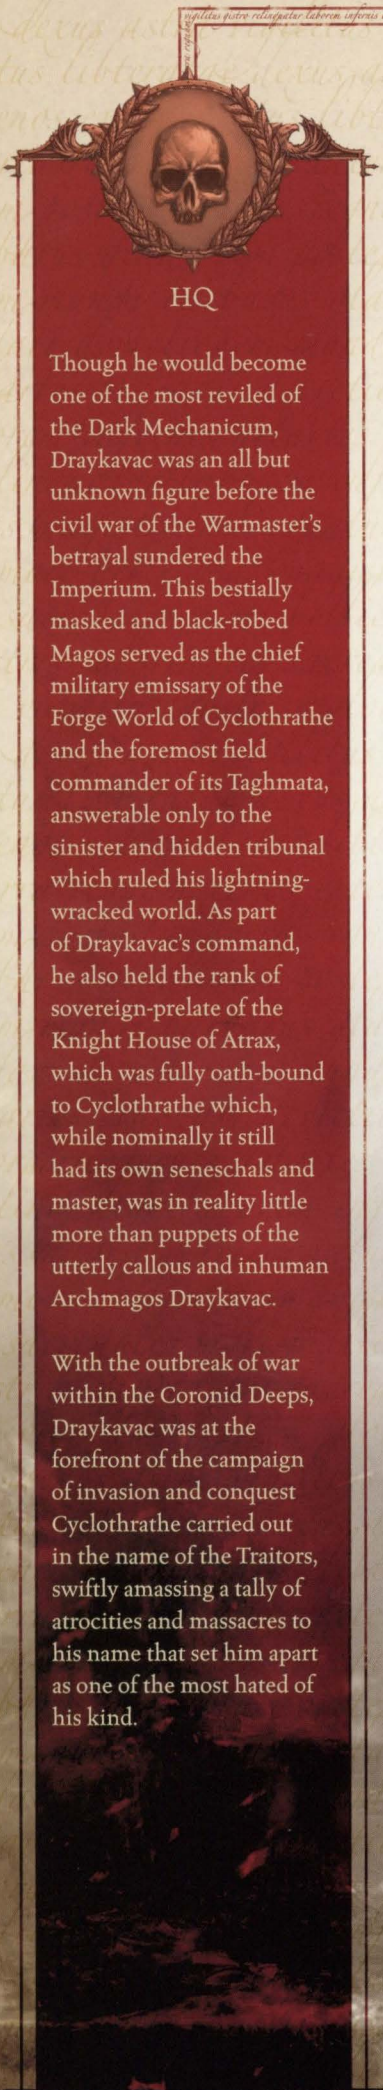 vigilitus qistro relinquatur laborem infernis
HQ
Though he would become
one of the most reviled of
the Dark Mechanicum,
Draykavac was an all but
unknown figure before the
civil war of the Warmaster's
betrayal sundered the
Imperium. This bestially
masked and black-robed
Magos served as the chief
military emissary of the
Forge World of Cyclothrathe
and the foremost field
commander of its Taghmata,
answerable only to the
sinister and hidden tribunal
which ruled his lightning-
wracked world. As part
of Draykavac's command,
he also held the rank of
sovereign-prelate of the
Knight House of Atrax,
which was fully oath-bound
to Cyclothrathe which,
while nominally it still
had its own seneschals and
master, was in reality little
more than puppets of the
utterly callous and inhuman
Archmagos Draykavac.
With the outbreak of war
within the Coronid Deeps,
Draykavac was at the
forefront of the campaign
of invasion and conquest
Cyclothrathe carried out
in the name of the Traitors,
swiftly amassing a tally of
atrocities and massacres to
his name that set him apart
as one of the most hated of
his kind.